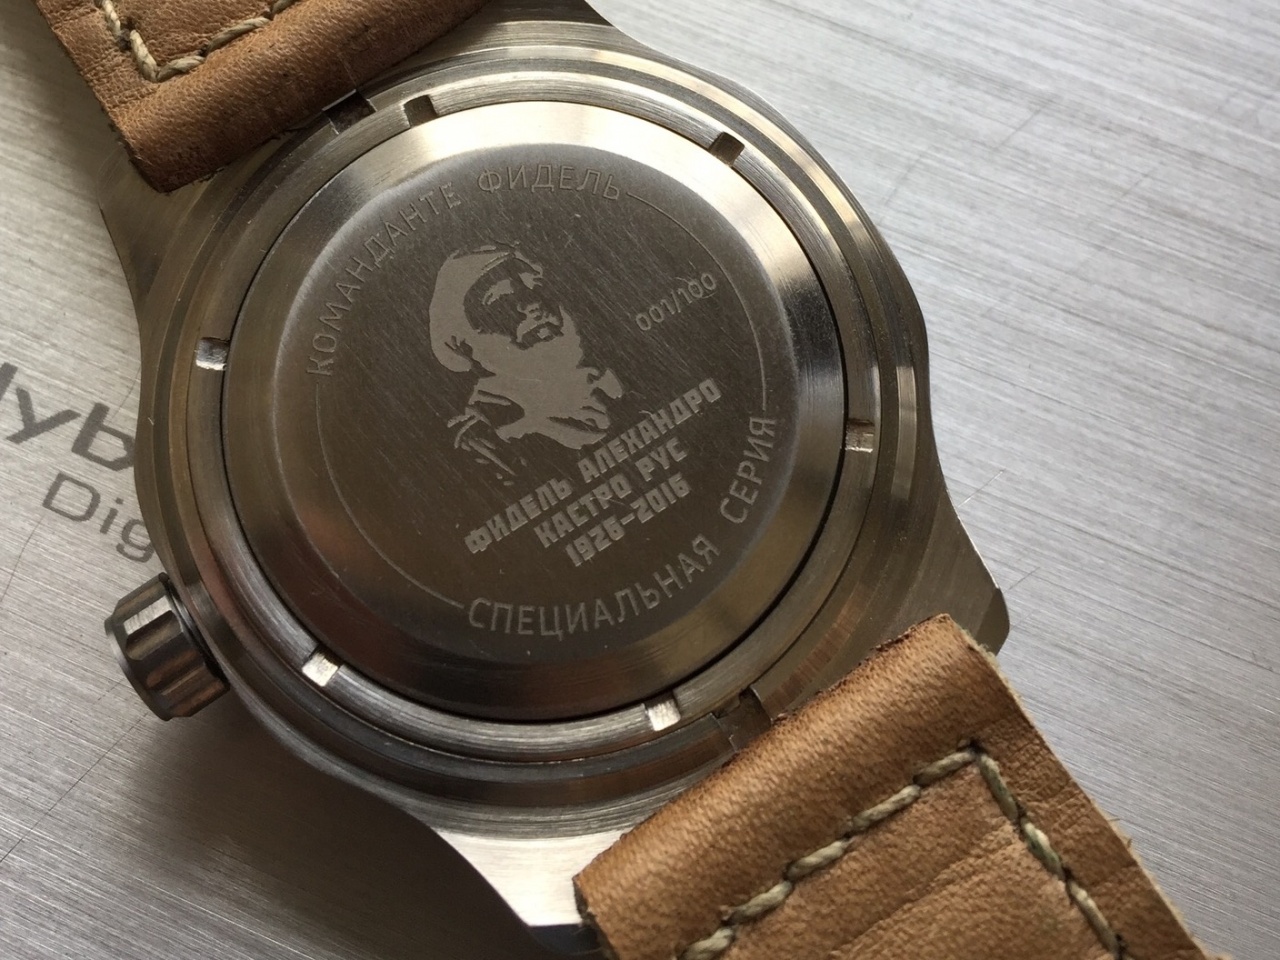 КОМАНДАНТЕ ФИДЕЛЬ
001/100
ФИДЕЛЬ АЛЕХАНДРО
КАСТРО РУС
1926-2016
СПЕЦИАЛЬНАЯ СЕРИЯ